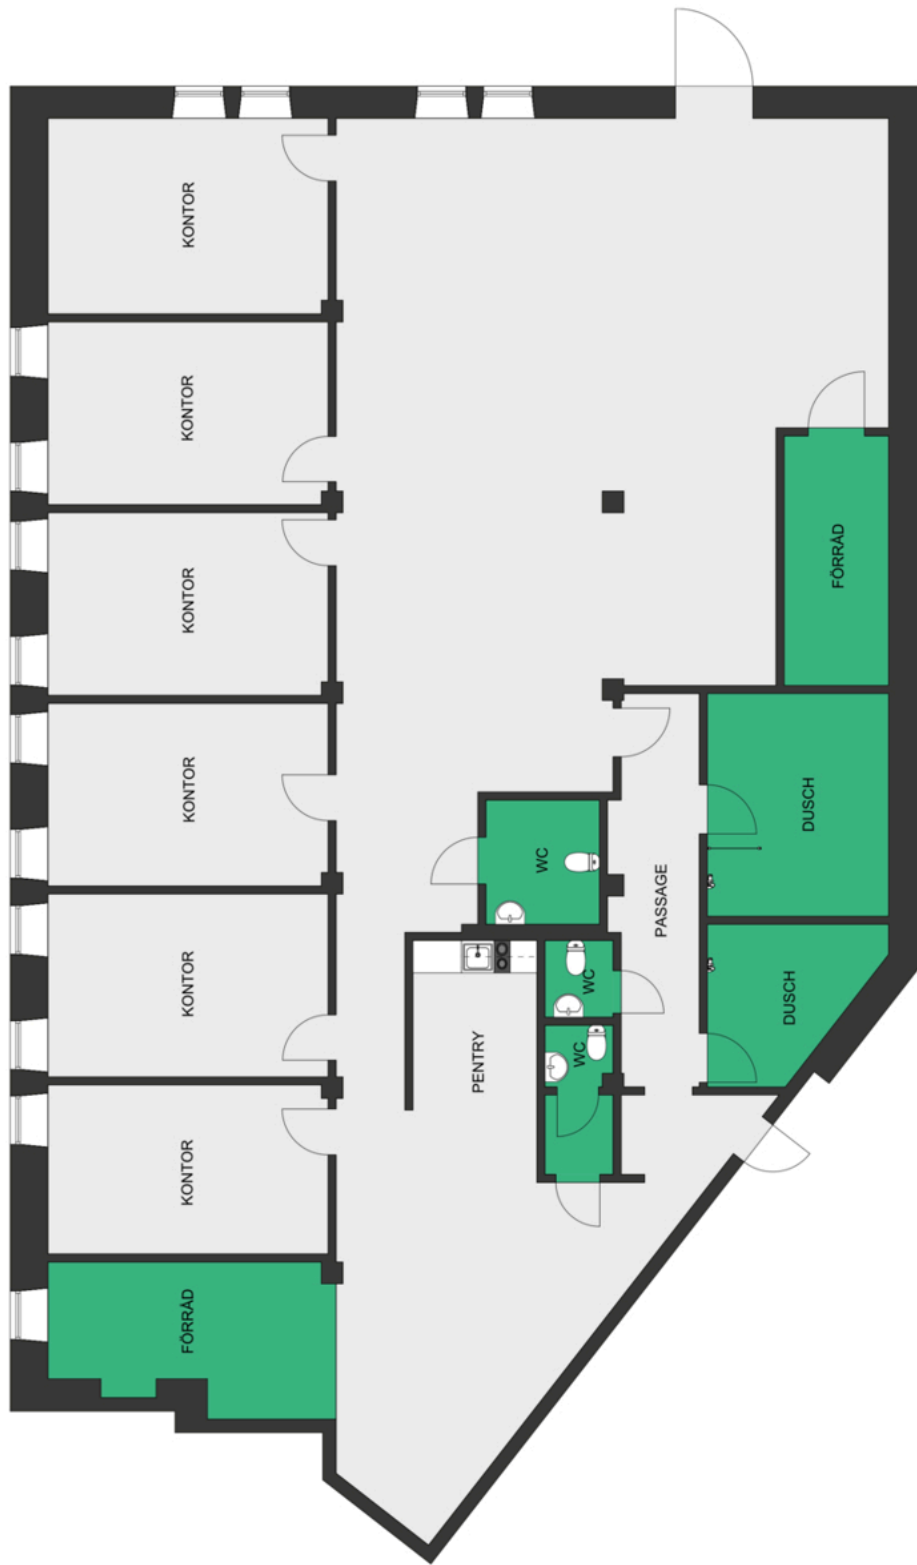 KONTOR
KONTOR
KONTOR
KONTOR
KONTOR
KONTOR
FÖRRÅD
FÖRRÅD
DUSCH
DUSCH
PASSAGE
WC
WC
WC
PENTRY